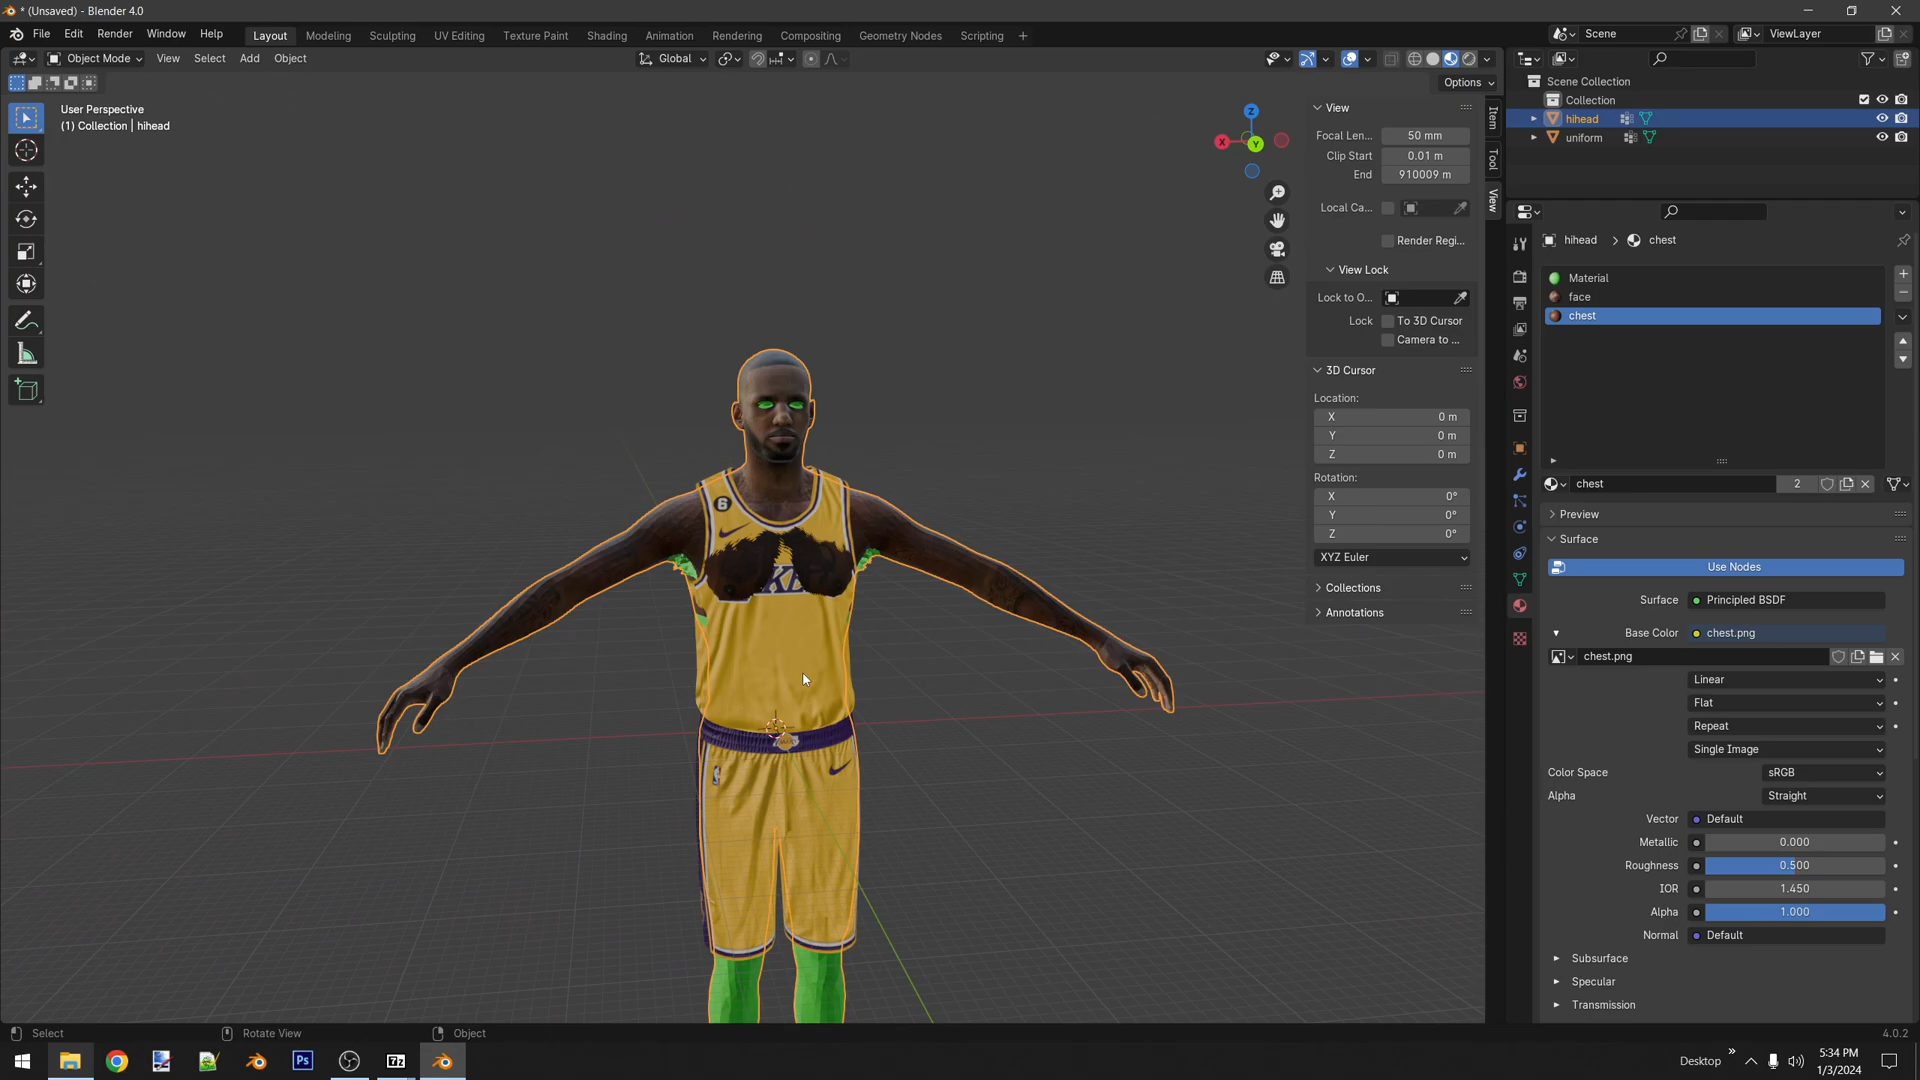 * (Unsaved) - Blender 4.0
File Edit Render Window Help
Layout Modeling Sculpting UV Editing Texture Paint Shading Animation Rendering Compositing Geometry Nodes Scripting +
Scene
ViewLayer
Object Mode View Select Add Object
Global
Options
User Perspective
(1) Collection | hihead
Z
X
Y
6
View
Focal Len... 50 mm
Clip Start 0.01 m
End 910009 m
Local Ca...
Render Regi...
View Lock
Lock to O...
Lock To 3D Cursor
Camera to ...
3D Cursor
Location:
X 0 m
Y 0 m
Z 0 m
Rotation:
X 0°
Y 0°
Z 0°
XYZ Euler
Collections
Annotations
Item
Tool
View
Scene Collection
Collection
hihead
uniform
hihead > chest
Material
face
chest
chest 2
Preview
Surface
Use Nodes
Surface Principled BSDF
Base Color chest.png
chest.png
Linear
Flat
Repeat
Single Image
Color Space sRGB
Alpha Straight
Vector Default
Metallic 0.000
Roughness 0.500
IOR 1.450
Alpha 1.000
Normal Default
Subsurface
Specular
Transmission
Select Rotate View Object
4.0.2
Ps
7z
Desktop
5:34 PM
1/3/2024